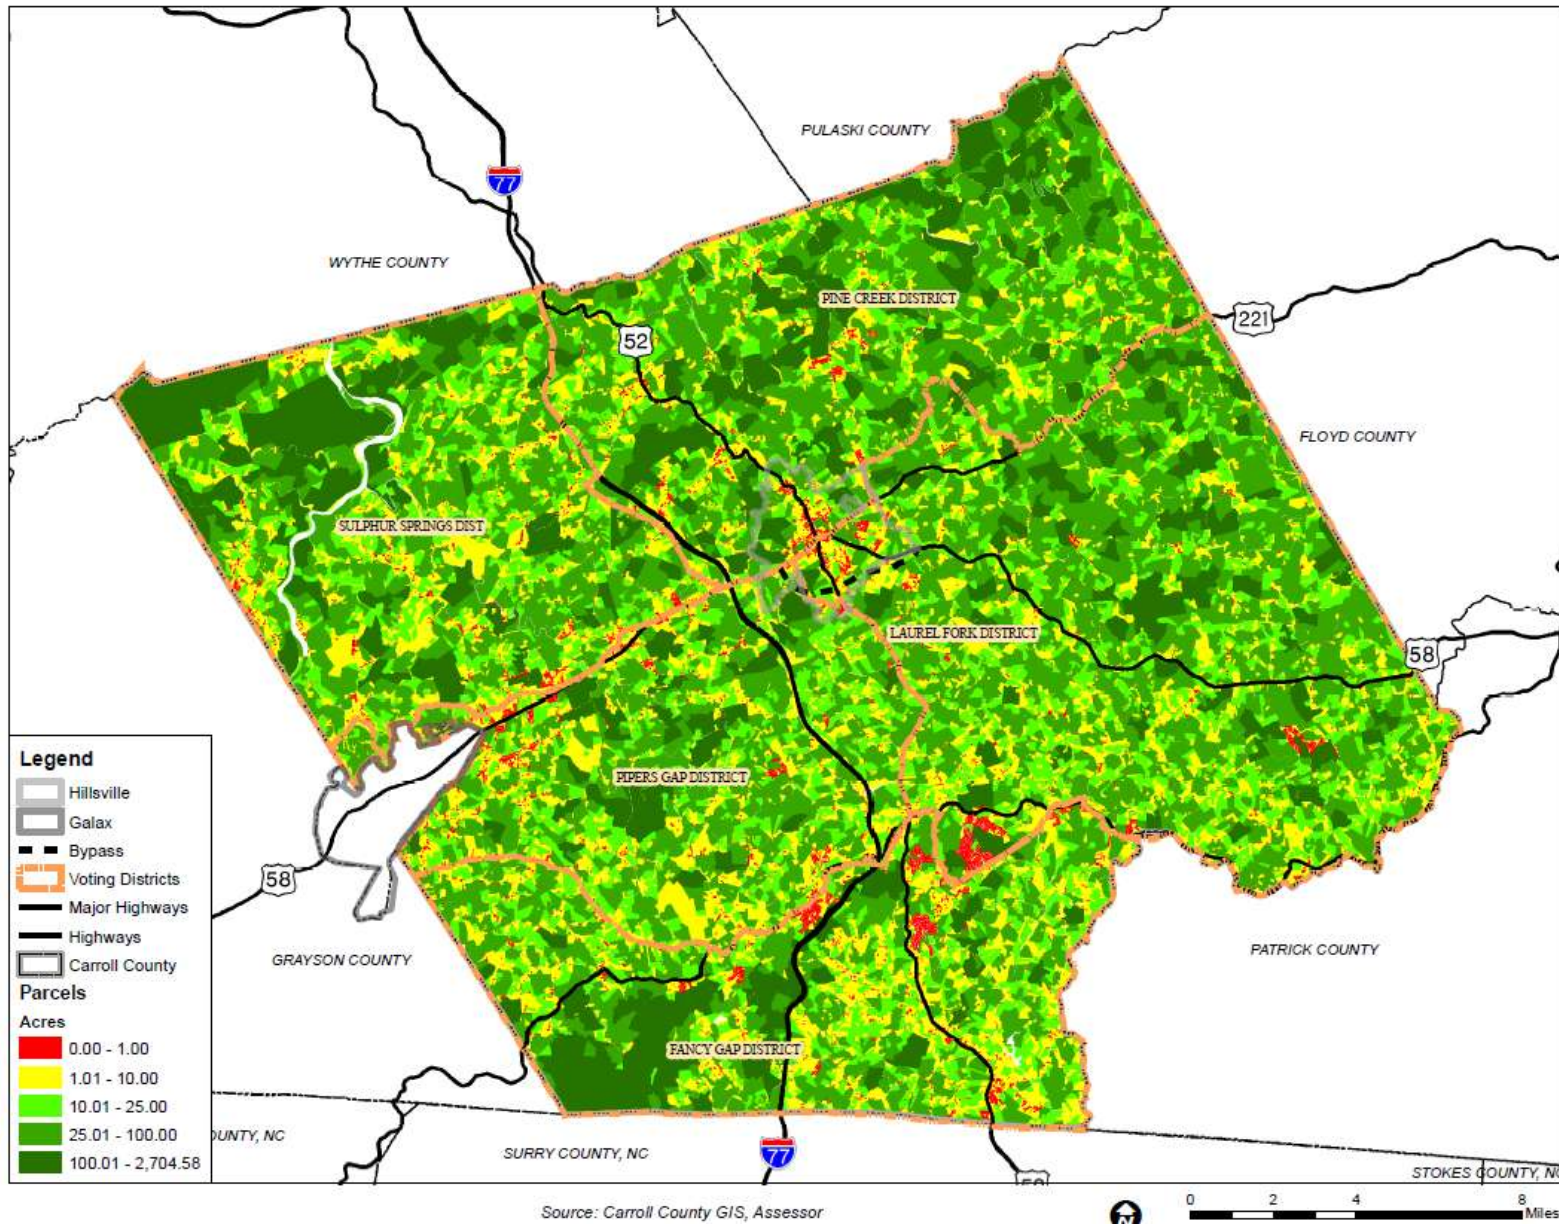 PULASKI COUNTY
77
WYTHE COUNTY
PINE CREEK DISTRICT
221
52
FLOYD COUNTY
SULPHUR SPRINGS DIST
LAUREL FORK DISTRICT
58
PIPERS GAP DISTRICT
58
PATRICK COUNTY
GRAYSON COUNTY
FANCY GAP DISTRICT
Legend
Hillsville
Galax
Bypass
Voting Districts
Major Highways
Highways
Carroll County
Parcels
Acres
0.00 - 1.00
1.01 - 10.00
10.01 - 25.00
25.01 - 100.00
100.01 - 2,704.58
OUNTY, NC
SURRY COUNTY, NC
77
STOKES COUNTY, NC
Source: Carroll County GIS, Assessor
N
0 2 4 8
Miles